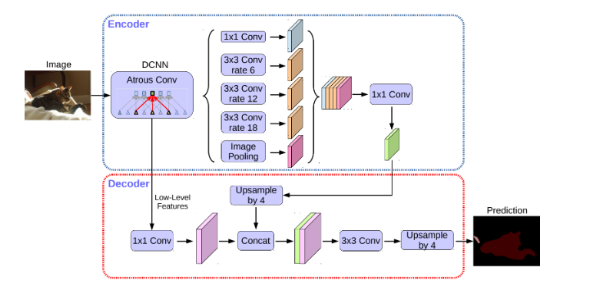 Encoder
Image
DCNN
Atrous Conv
1x1 Conv
3x3 Conv
rate 6
3x3 Conv
rate 12
3x3 Conv
rate 18
Image
Pooling
1x1 Conv
Decoder
Low-Level
Features
Upsample
by 4
1x1 Conv
Concat
3x3 Conv
Upsample
by 4
Prediction